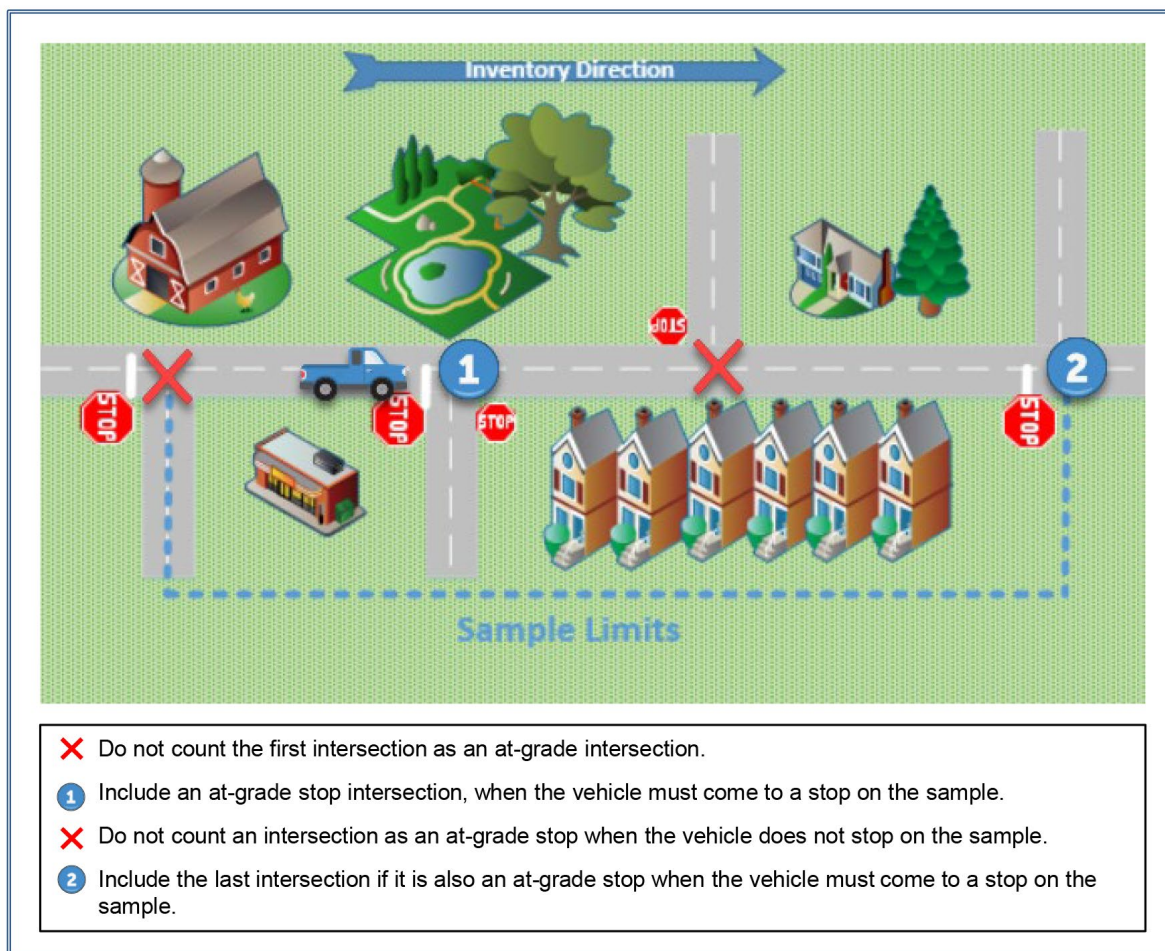 Inventory Direction
STOP
STOP
1
2
STOP
STOP
STOP
Sample Limits
Do not count the first intersection as an at-grade intersection.
1 Include an at-grade stop intersection, when the vehicle must come to a stop on the sample.
Do not count an intersection as an at-grade stop when the vehicle does not stop on the sample.
2 Include the last intersection if it is also an at-grade stop when the vehicle must come to a stop on the
sample.